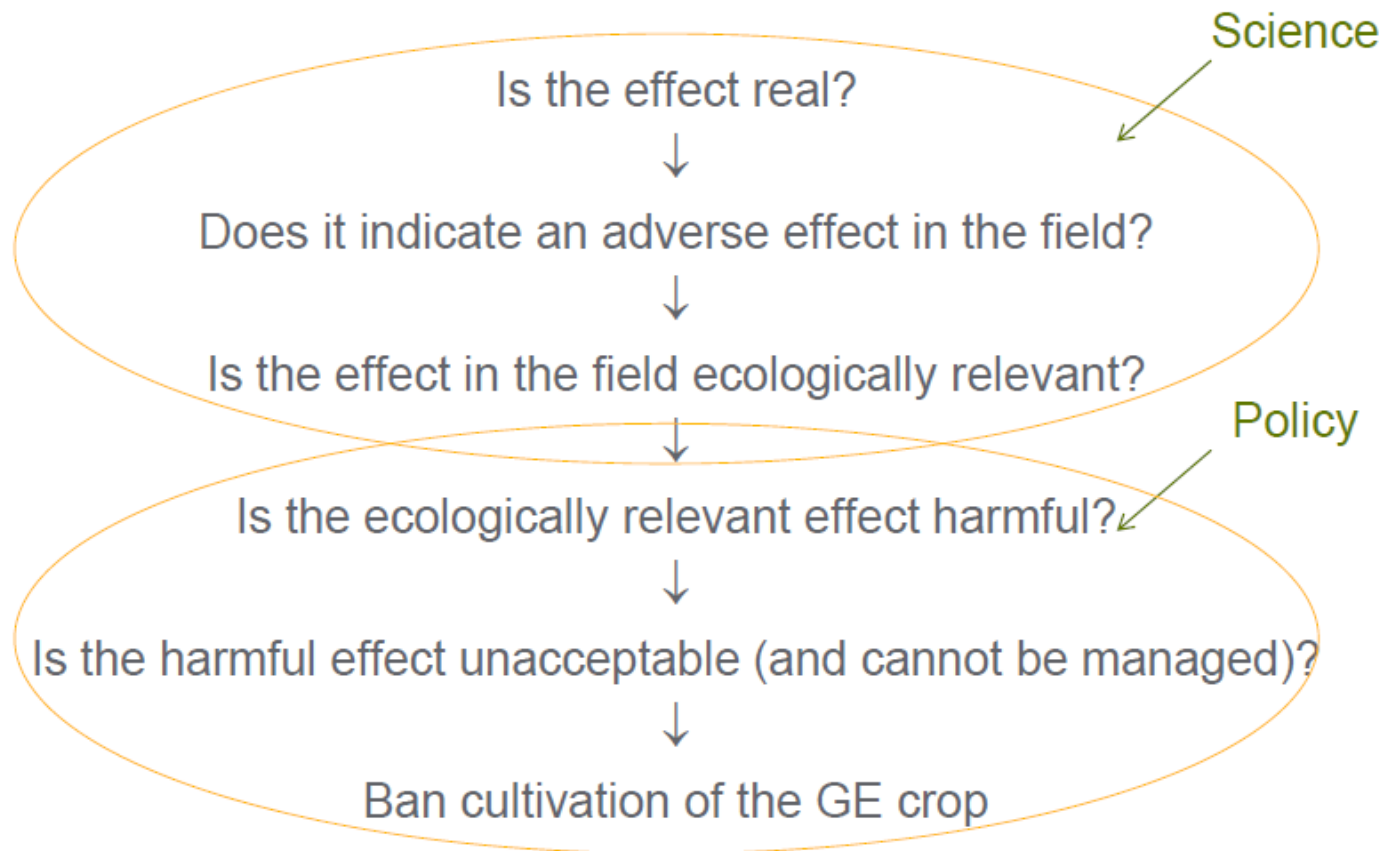 Science
Is the effect real?
↓
Does it indicate an adverse effect in the field?
↓
Is the effect in the field ecologically relevant?
↓
Policy
Is the ecologically relevant effect harmful?
↓
Is the harmful effect unacceptable (and cannot be managed)?
↓
Ban cultivation of the GE crop